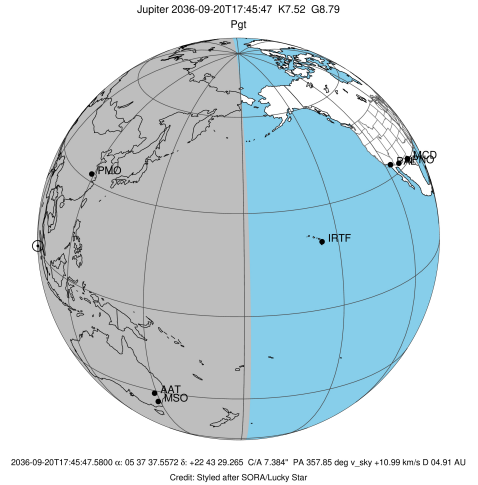 Jupiter 2036-09-20T17:45:47 K7.52 G8.79
Pgt
MCD
PMO
IRTF
AAT
MSO
2036-09-20T17:45:47.5800 α: 05 37 37.5572 δ: +22 43 29.265 C/A 7.384" PA 357.85 deg v_sky +10.99 km/s D 04.91 AU
Credit: Styled after SORA/Lucky Star